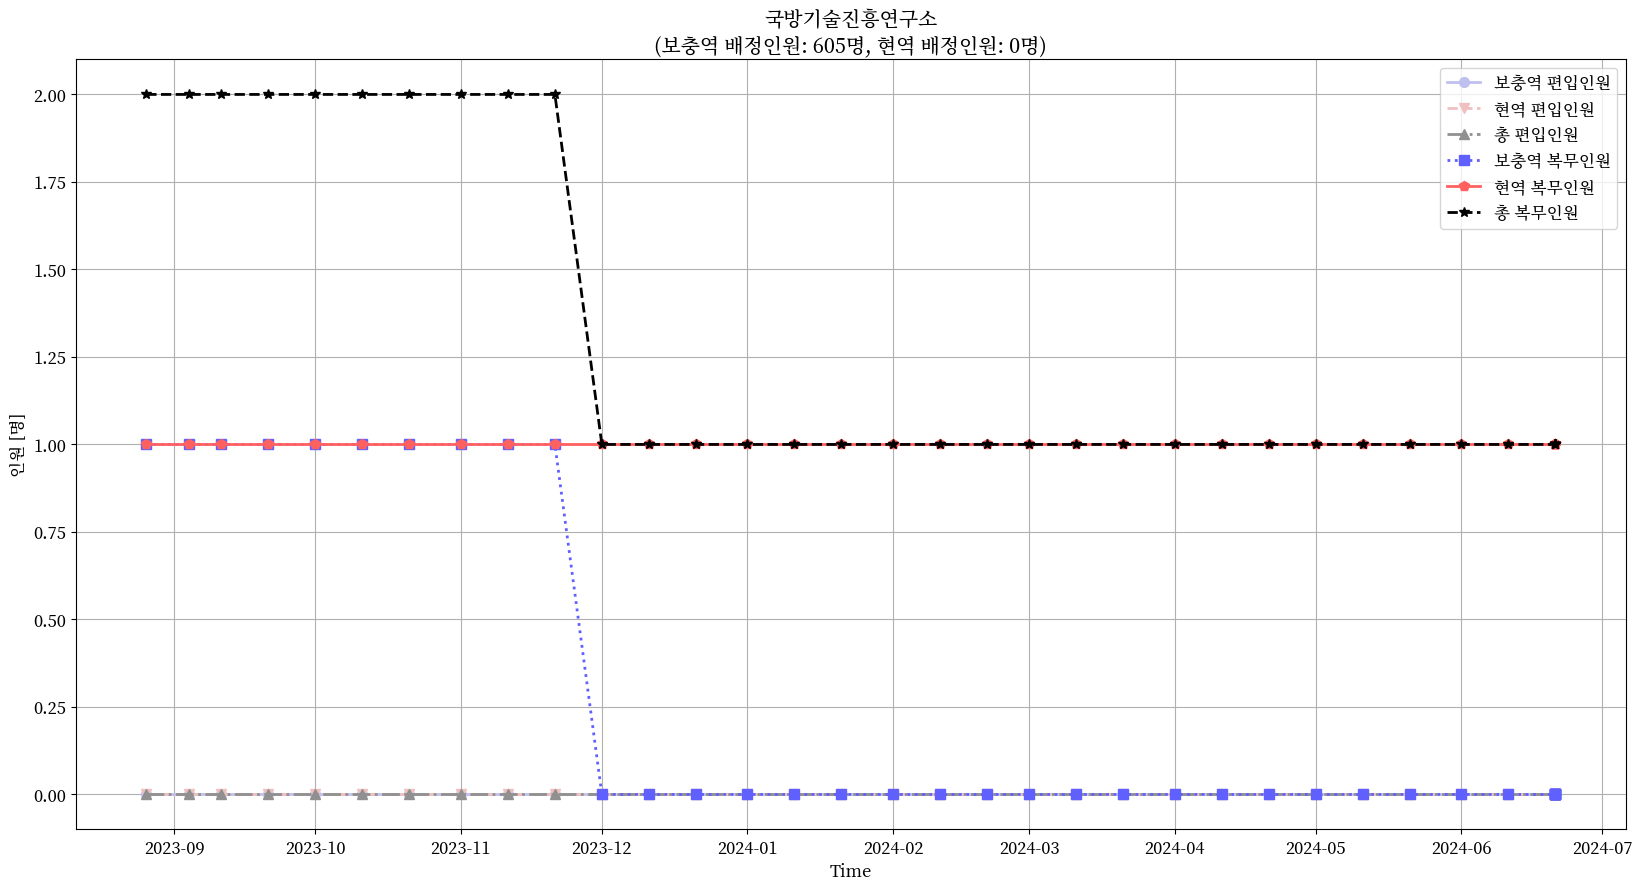 국방기술진흥연구소
(보충역 배정인원: 605명, 현역 배정인원: 0명)
보충역 편입인원
현역 편입인원
총 편입인원
보충역 복무인원
현역 복무인원
총 복무인원
인원 [명]
2.00
1.75
1.50
1.25
1.00
0.75
0.50
0.25
0.00
2023-09
2023-10
2023-11
2023-12
2024-01
2024-02
2024-03
2024-04
2024-05
2024-06
2024-07
Time